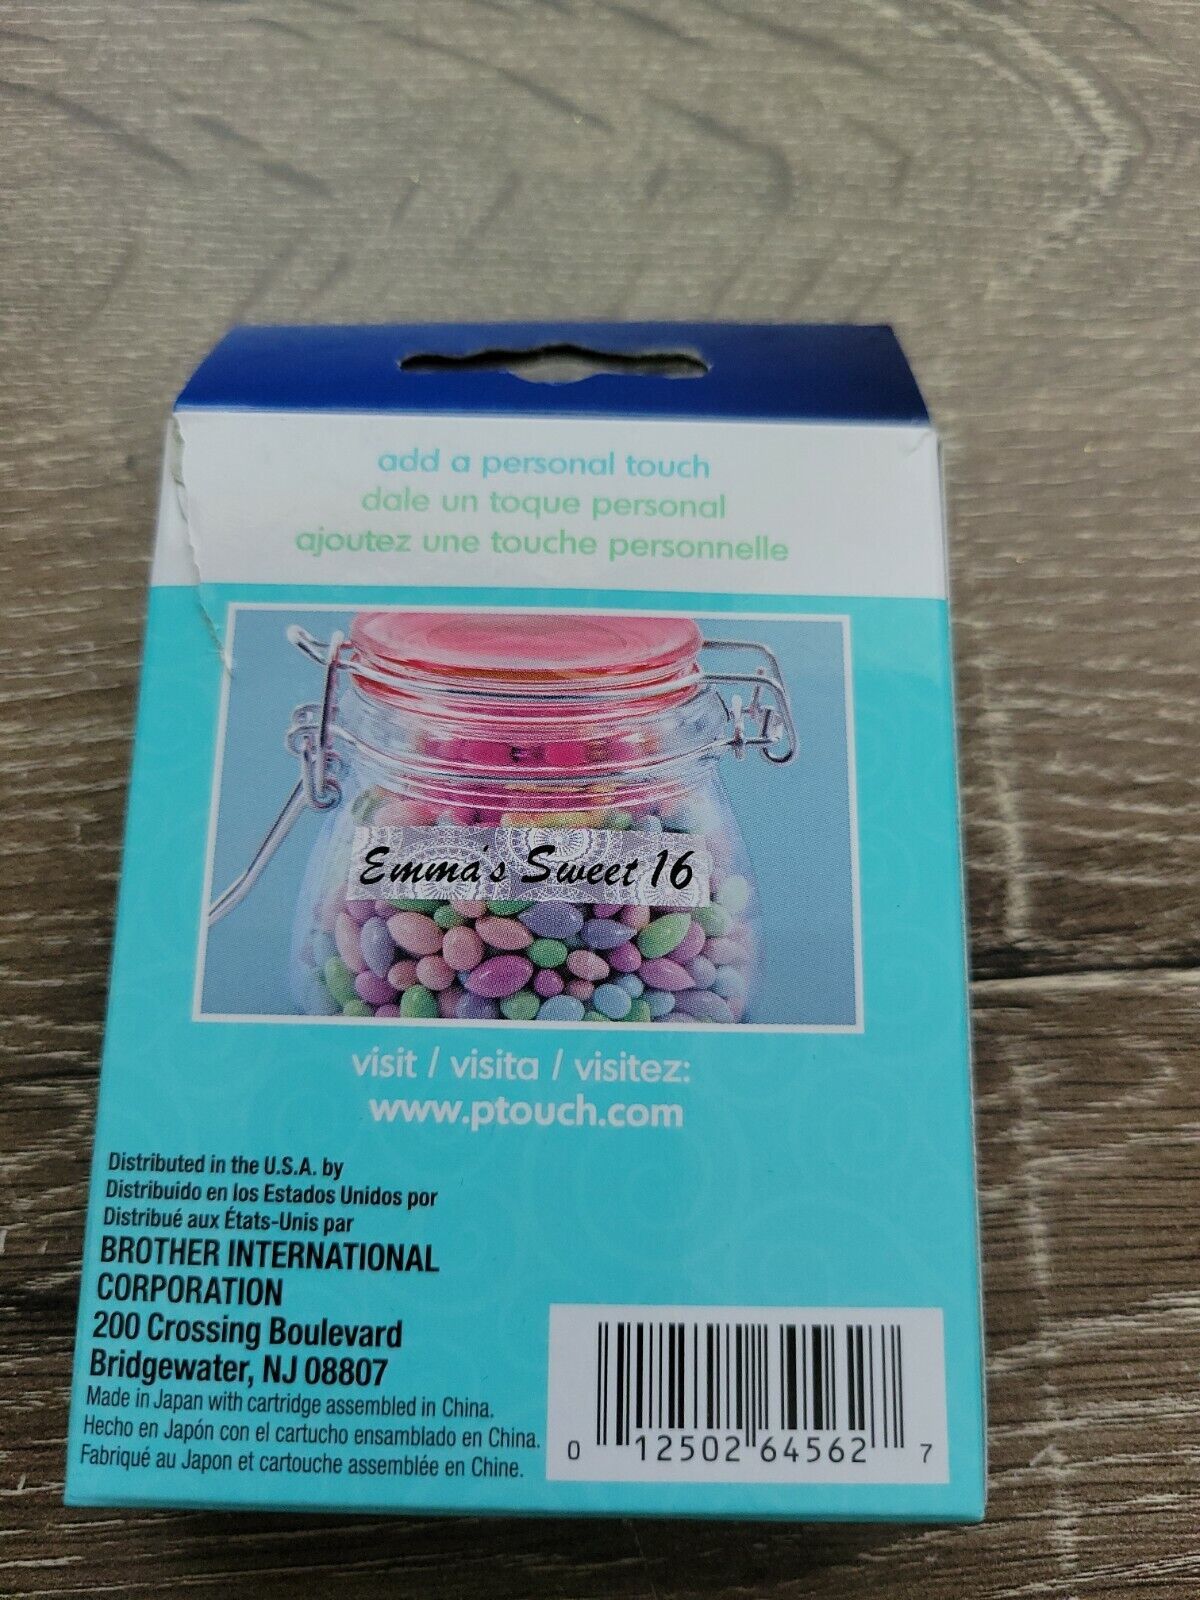 add a personal touch
dale un toque personal
ajoutez une touche personnelle
Emma's Sweet 16
visit / visita / visitez:
www.ptouch.com
Distributed in the U.S.A. by
Distribuido en los Estados Unidos por
Distribué aux États-Unis par
BROTHER INTERNATIONAL
CORPORATION
200 Crossing Boulevard
Bridgewater, NJ 08807
Made in Japan with cartridge assembled in China.
Hecho en Japón con el cartucho ensamblado en China.
Fabriqué au Japon et cartouche assemblée en Chine.
0 12502 64562 7